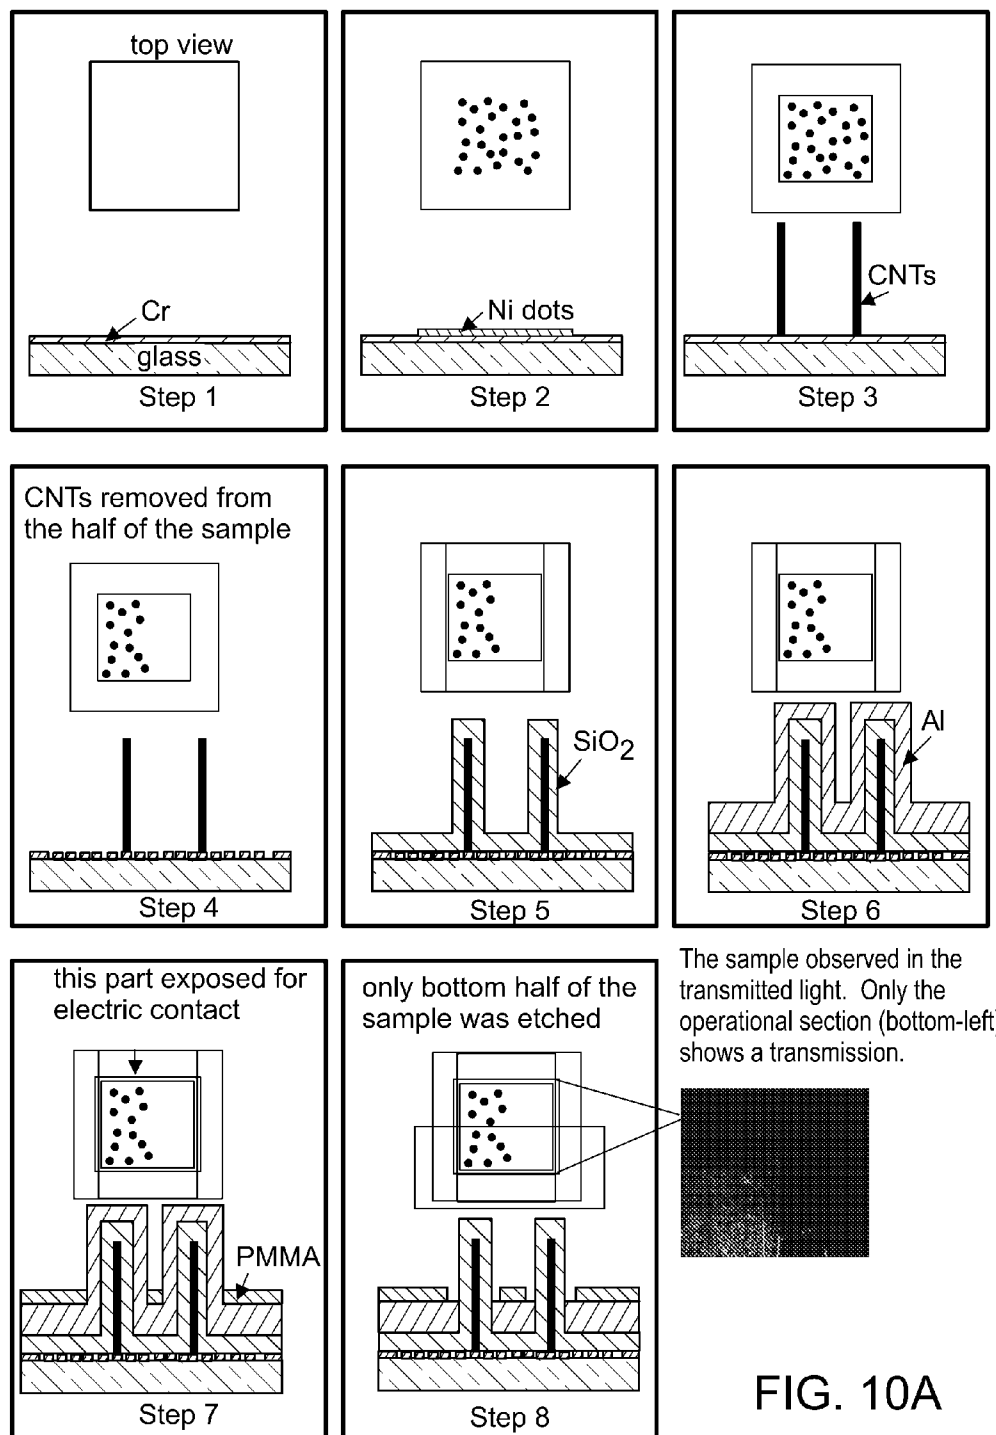 top view
Cr
glass
Step 1
Ni dots
Step 2
CNTs
Step 3
CNTs removed from
the half of the sample
Step 4
SiO2
Step 5
Al
Step 6
this part exposed for
electric contact
PMMA
Step 7
only bottom half of the
sample was etched
Step 8
The sample observed in the
transmitted light. Only the
operational section (bottom-left)
shows a transmission.
FIG. 10A